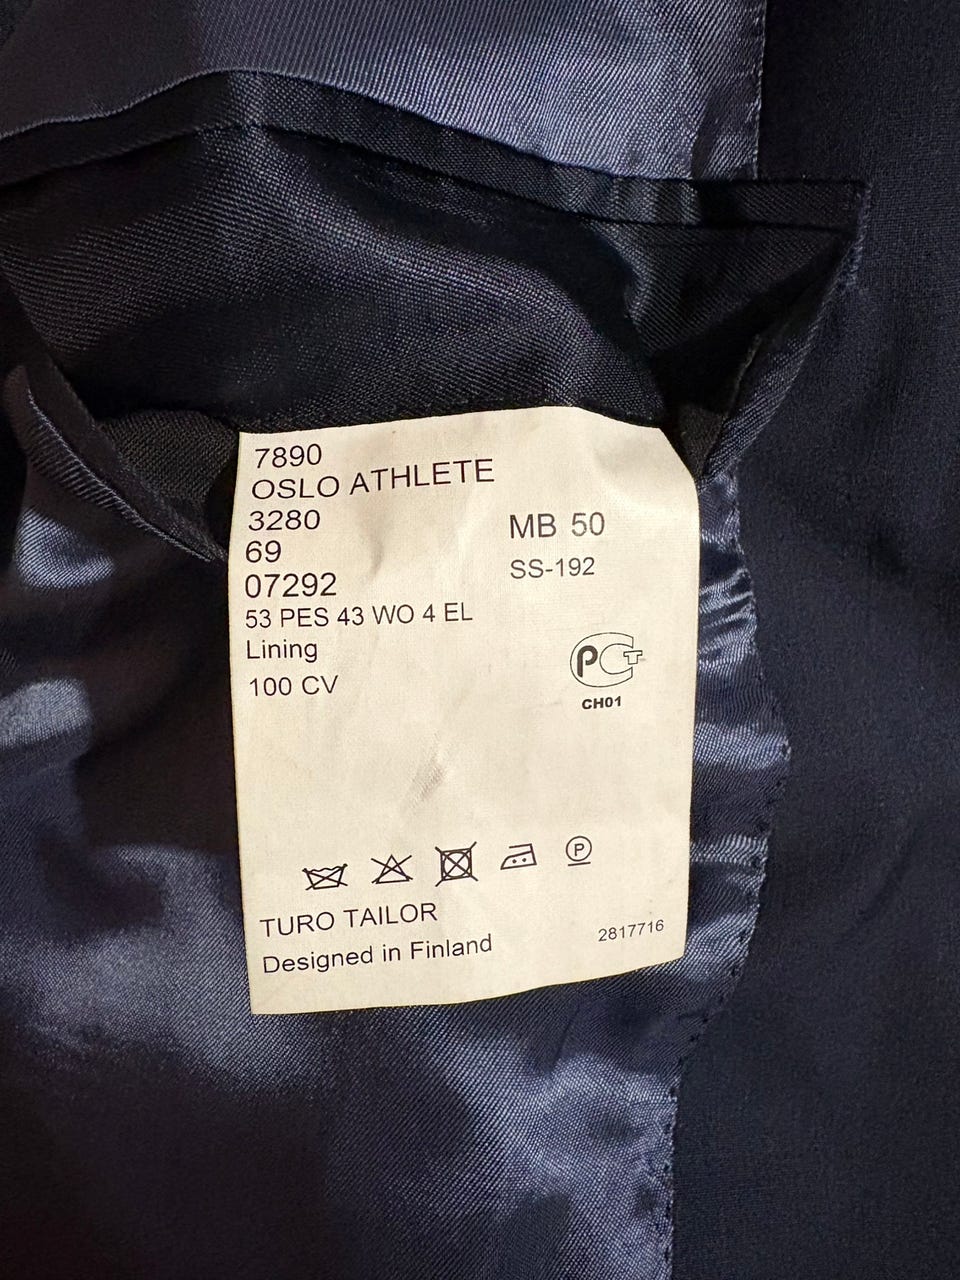 7890
OSLO ATHLETE
3280
MB 50
69
SS-192
07292
53 PES 43 WO 4 EL
Lining
100 CV
РСТ
CH01
P
TURO TAILOR
Designed in Finland
2817716